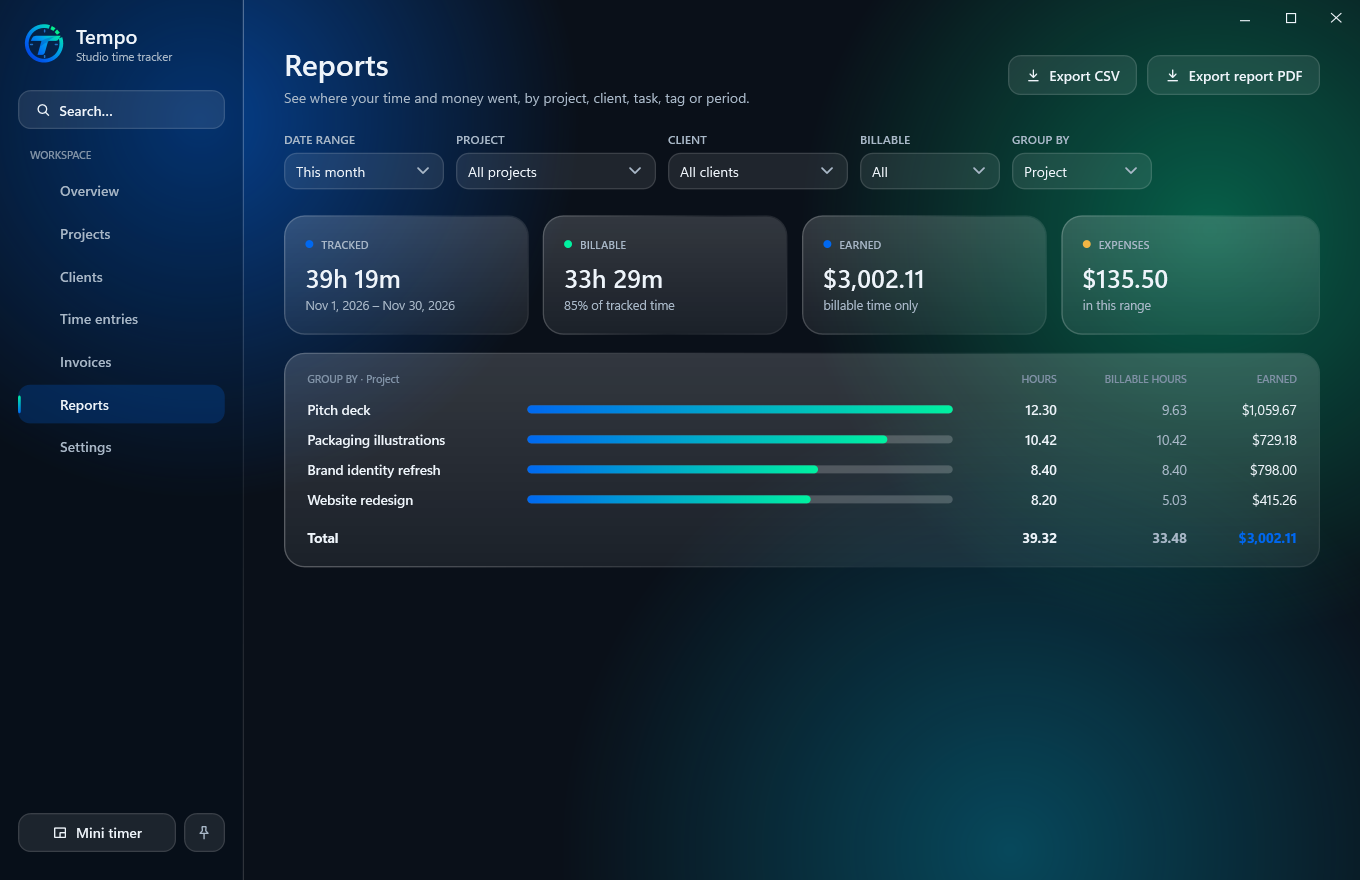 Tempo
Studio time tracker
Search...
WORKSPACE
Overview
Projects
Clients
Time entries
Invoices
Reports
Settings
Mini timer
Reports
See where your time and money went, by project, client, task, tag or period.
Export CSV
Export report PDF
DATE RANGE PROJECT CLIENT BILLABLE GROUP BY
This month All projects All clients All Project
TRACKED
39h 19m
Nov 1, 2026 – Nov 30, 2026
BILLABLE
33h 29m
85% of tracked time
EARNED
$3,002.11
billable time only
EXPENSES
$135.50
in this range
GROUP BY · Project HOURS BILLABLE HOURS EARNED
Pitch deck 12.30 9.63 $1,059.67
Packaging illustrations 10.42 10.42 $729.18
Brand identity refresh 8.40 8.40 $798.00
Website redesign 8.20 5.03 $415.26
Total 39.32 33.48 $3,002.11